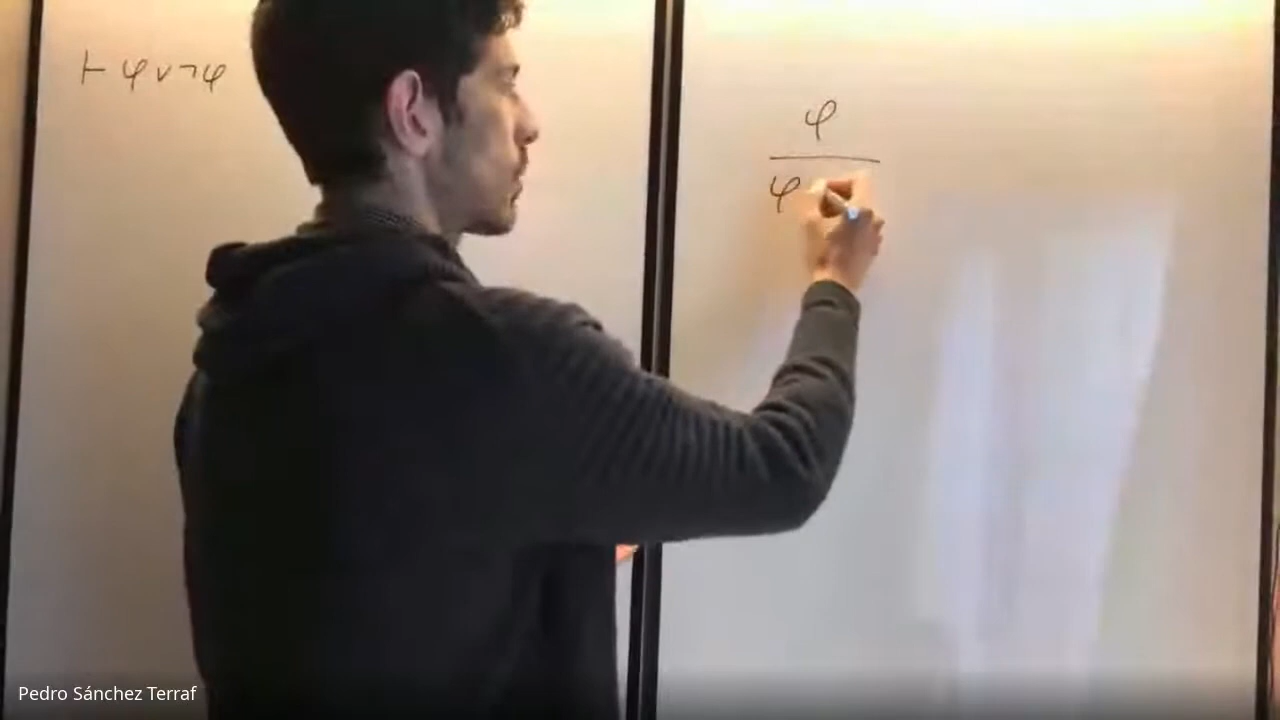 ⊢ φ∨¬φ
φ
φ
Pedro Sánchez Terraf